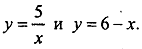 y = 5/x и y = 6 – x.